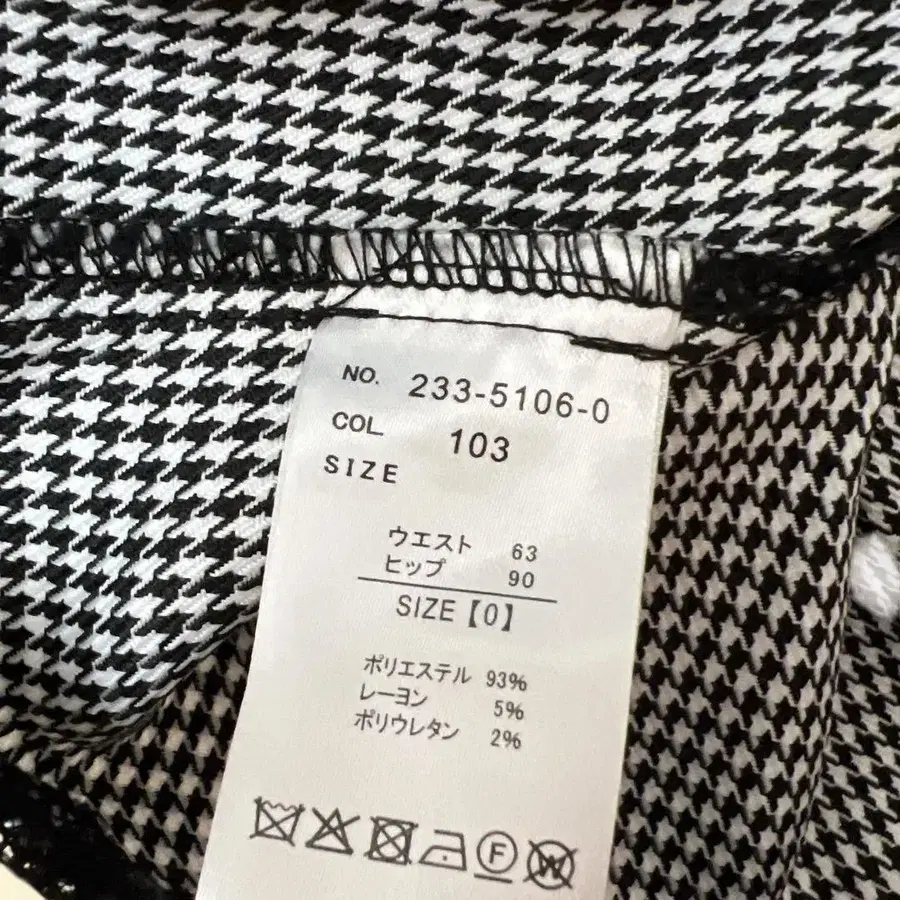 NO. 233-5106-0
COL 103
SIZE
ウエスト 63
ヒップ 90
SIZE【0】
ポリエステル 93%
レーヨン 5%
ポリウレタン 2%
F W